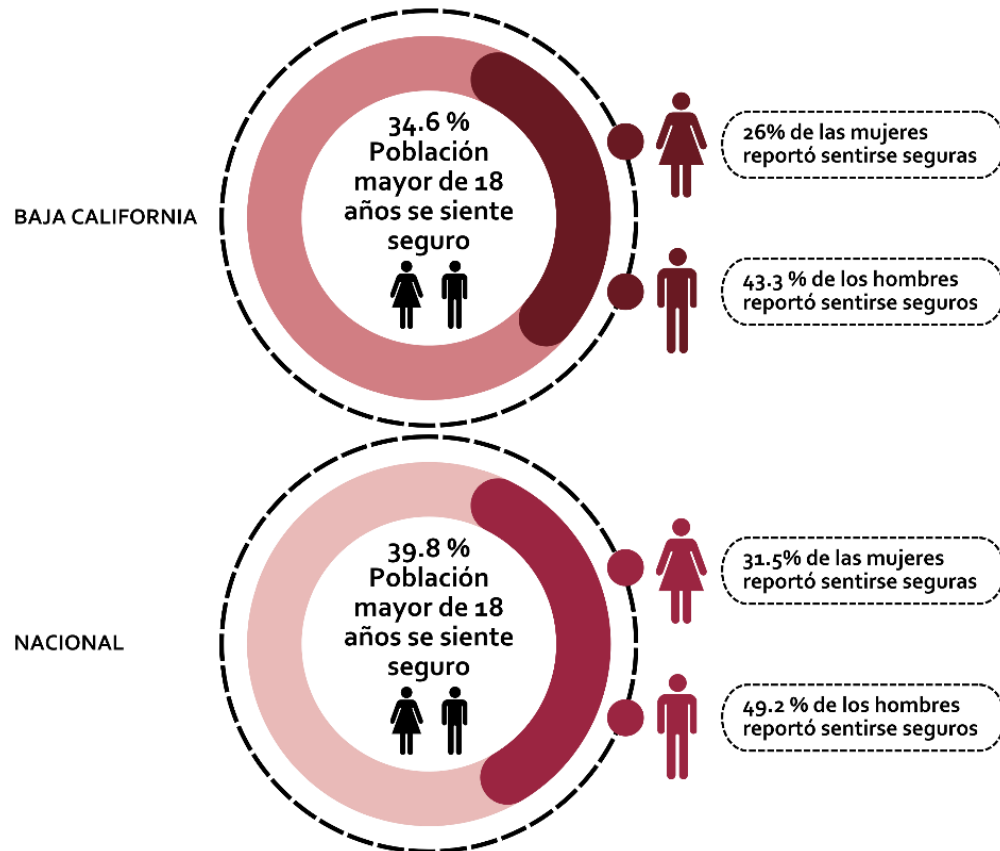 34.6 %
Población
mayor de 18
años se siente
seguro
BAJA CALIFORNIA
26% de las mujeres
reportó sentirse seguras
43.3 % de los hombres
reportó sentirse seguros
39.8 %
Población
mayor de 18
años se siente
seguro
NACIONAL
31.5% de las mujeres
reportó sentirse seguras
49.2 % de los hombres
reportó sentirse seguros